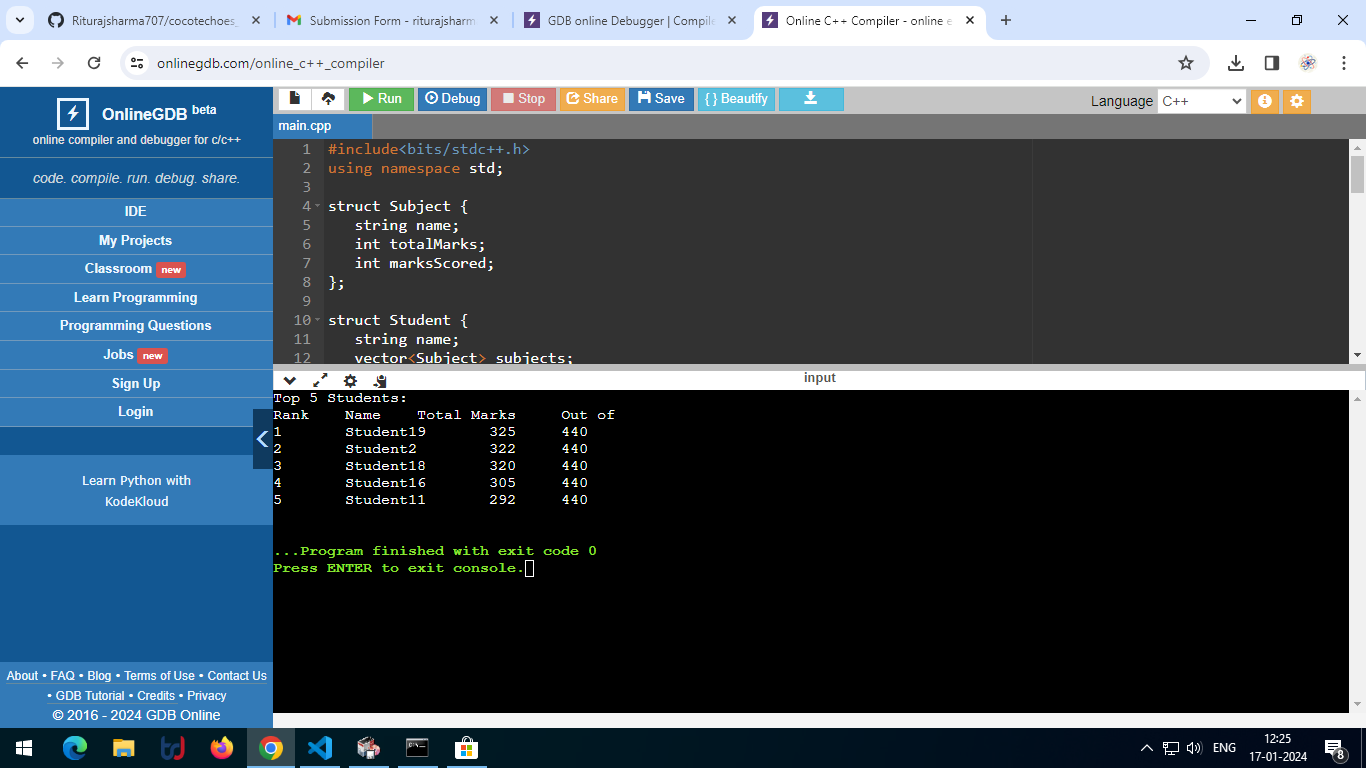 Riturajsharma707/cocotechoes_
Submission Form - riturajsharm
GDB online Debugger | Compile
Online C++ Compiler - online e
onlinegdb.com/online_c++_compiler
OnlineGDB beta
online compiler and debugger for c/c++
code. compile. run. debug. share.
IDE
My Projects
Classroom new
Learn Programming
Programming Questions
Jobs new
Sign Up
Login
Learn Python with
KodeKloud
About • FAQ • Blog • Terms of Use • Contact Us
• GDB Tutorial • Credits • Privacy
© 2016 - 2024 GDB Online
Run Debug Stop Share Save { } Beautify Language C++
main.cpp
1 #include<bits/stdc++.h>
2 using namespace std;
3
4 struct Subject {
5 string name;
6 int totalMarks;
7 int marksScored;
8 };
9
10 struct Student {
11 string name;
12 vector<Subject> subjects;
input
Top 5 Students:
Rank Name Total Marks Out of
1 Student19 325 440
2 Student2 322 440
3 Student18 320 440
4 Student16 305 440
5 Student11 292 440
...Program finished with exit code 0
Press ENTER to exit console.
ENG
12:25
17-01-2024
8